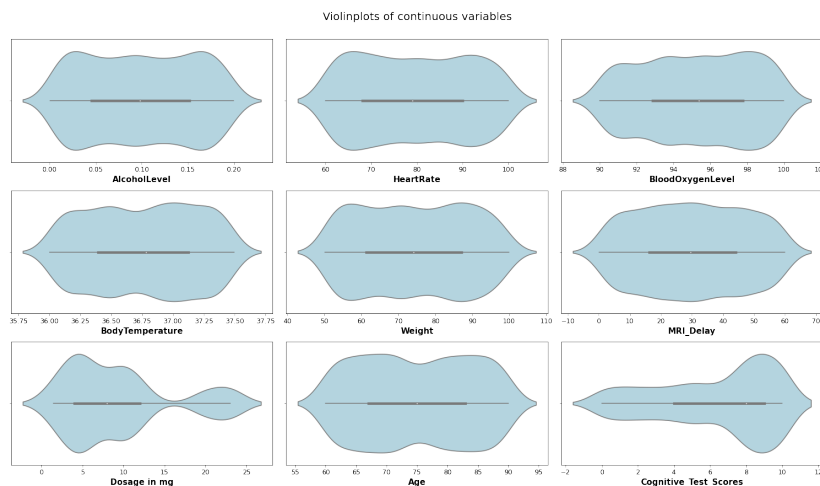 Violinplots of continuous variables
0.00 0.05 0.10 0.15 0.20
AlcoholLevel
60 70 80 90 100
HeartRate
88 90 92 94 96 98 100
BloodOxygenLevel
35.75 36.00 36.25 36.50 36.75 37.00 37.25 37.50 37.75
BodyTemperature
40 50 60 70 80 90 100 110
Weight
−10 0 10 20 30 40 50 60 70
MRI_Delay
0 5 10 15 20 25
Dosage in mg
55 60 65 70 75 80 85 90 95
Age
−2 0 2 4 6 8 10 12
Cognitive_Test_Scores